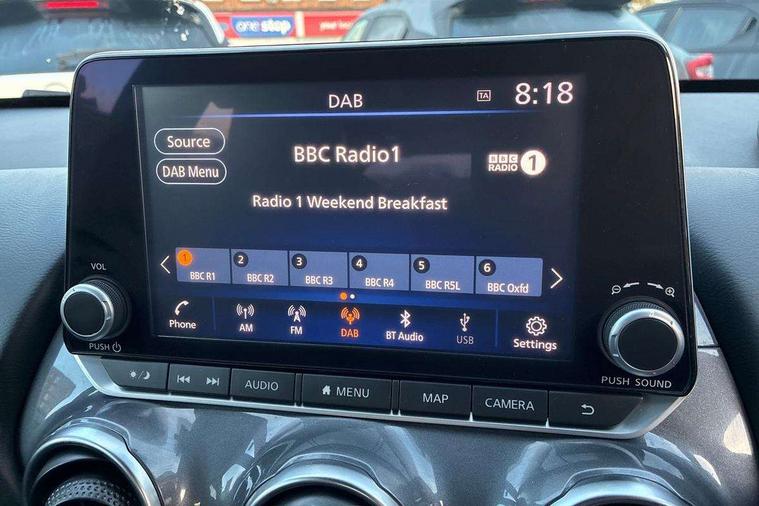 one stop
your
DAB
TA
8:18
Source
DAB Menu
BBC Radio1
BBC
RADIO 1
Radio 1 Weekend Breakfast
1 BBC R1
2 BBC R2
3 BBC R3
4 BBC R4
5 BBC R5L
6 BBC Oxfd
Phone
AM
FM
DAB
BT Audio
USB
Settings
VOL
PUSH
PUSH SOUND
AUDIO
MENU
MAP
CAMERA